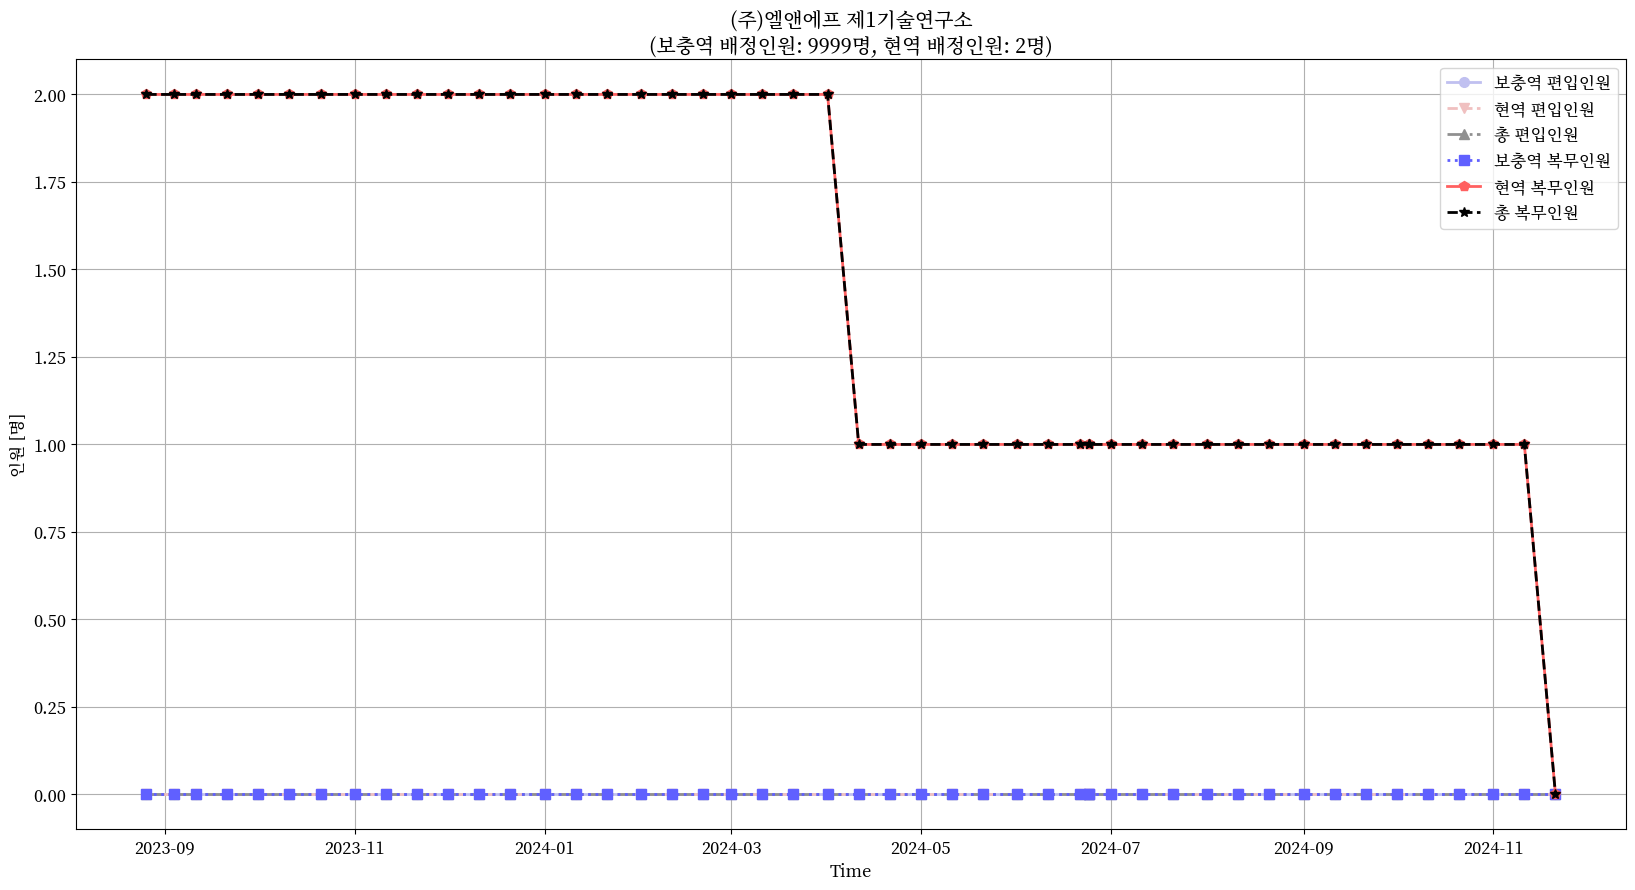 (주)엘앤에프 제1기술연구소
(보충역 배정인원: 9999명, 현역 배정인원: 2명)
보충역 편입인원
현역 편입인원
총 편입인원
보충역 복무인원
현역 복무인원
총 복무인원
2.00
1.75
1.50
1.25
1.00
0.75
0.50
0.25
0.00
인원 [명]
2023-09 2023-11 2024-01 2024-03 2024-05 2024-07 2024-09 2024-11
Time